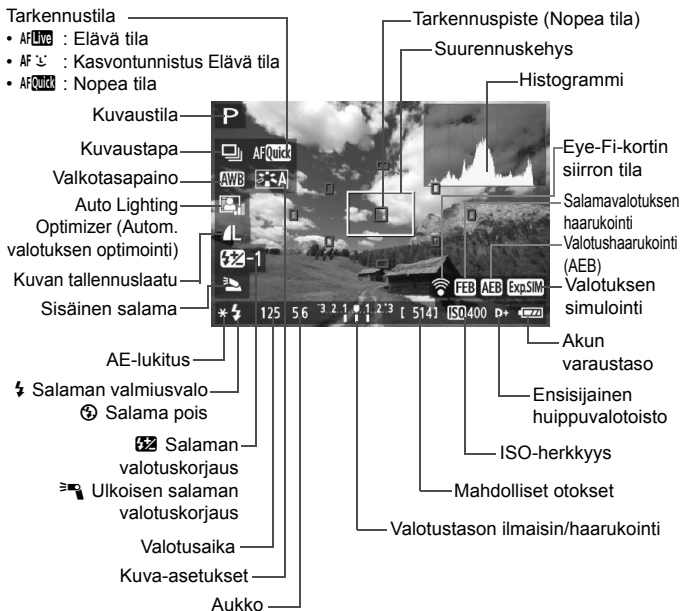 Tarkennustila
• AF Live : Elävä tila
• AF : Kasvontunnistus Elävä tila
• AF Quick : Nopea tila
Tarkennuspiste (Nopea tila)
Suurennuskehys
Histogrammi
Kuvaustila
Kuvaustapa
Valkotasapaino
Auto Lighting
Optimizer (Autom.
valotuksen optimointi)
Kuvan tallennuslaatu
Sisäinen salama
Eye-Fi-kortin
siirron tila
Salamavalotuksen
haarukointi
Valotushaarukointi
(AEB)
Valotuksen
simulointi
P
AF Quick
AWB
A
L
-1
FEB AEB Exp.SIM
* 125 5.6 -3..2..1..1..2.:3 [ 514] ISO 400 D+
AE-lukitus
Salaman valmiusvalo
Salama pois
Salaman
valotuskorjaus
Ulkoisen salaman
valotuskorjaus
Valotusaika
Kuva-asetukset
Aukko
Akun
varaustaso
Ensisijainen
huippuvalotoisto
ISO-herkkyys
Mahdolliset otokset
Valotustason ilmaisin/haarukointi